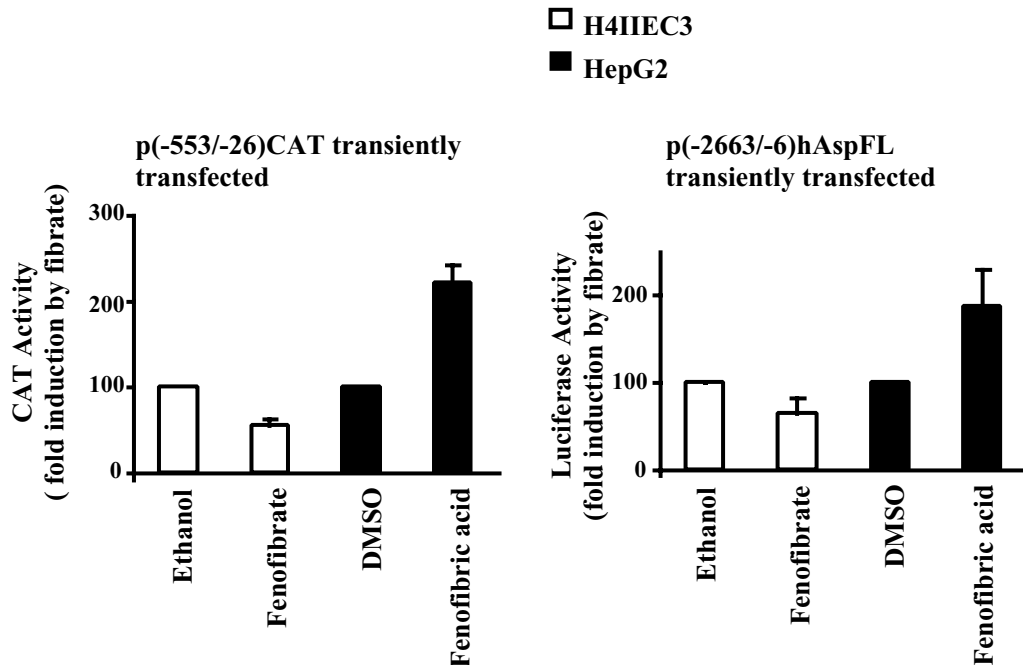 H4IIEC3
HepG2
p(-553/-26)CAT transiently
transfected
CAT Activity
( fold induction by fibrate)
300
200
100
0
Ethanol
Fenofibrate
DMSO
Fenofibric acid
p(-2663/-6)hAspFL
transiently transfected
Luciferase Activity
(fold induction by fibrate)
200
100
0
Ethanol
Fenofibrate
DMSO
Fenofibric acid